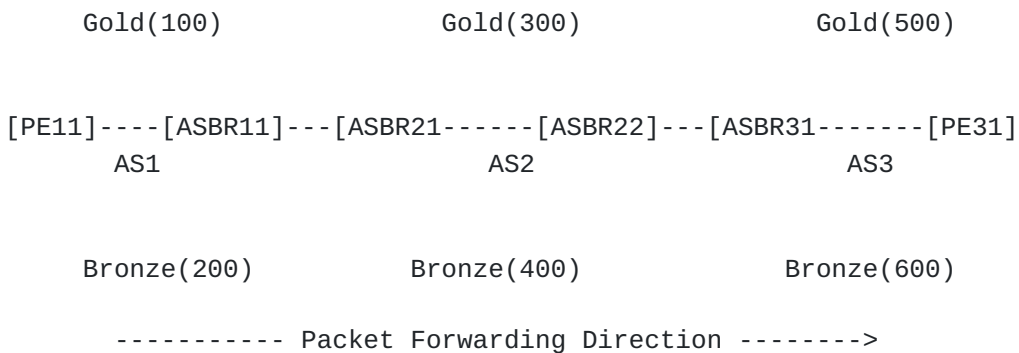 Gold(100) Gold(300) Gold(500)
[PE11]----[ASBR11]---[ASBR21------[ASBR22]---[ASBR31-------[PE31]
AS1 AS2 AS3
Bronze(200) Bronze(400) Bronze(600)
----------- Packet Forwarding Direction -------->